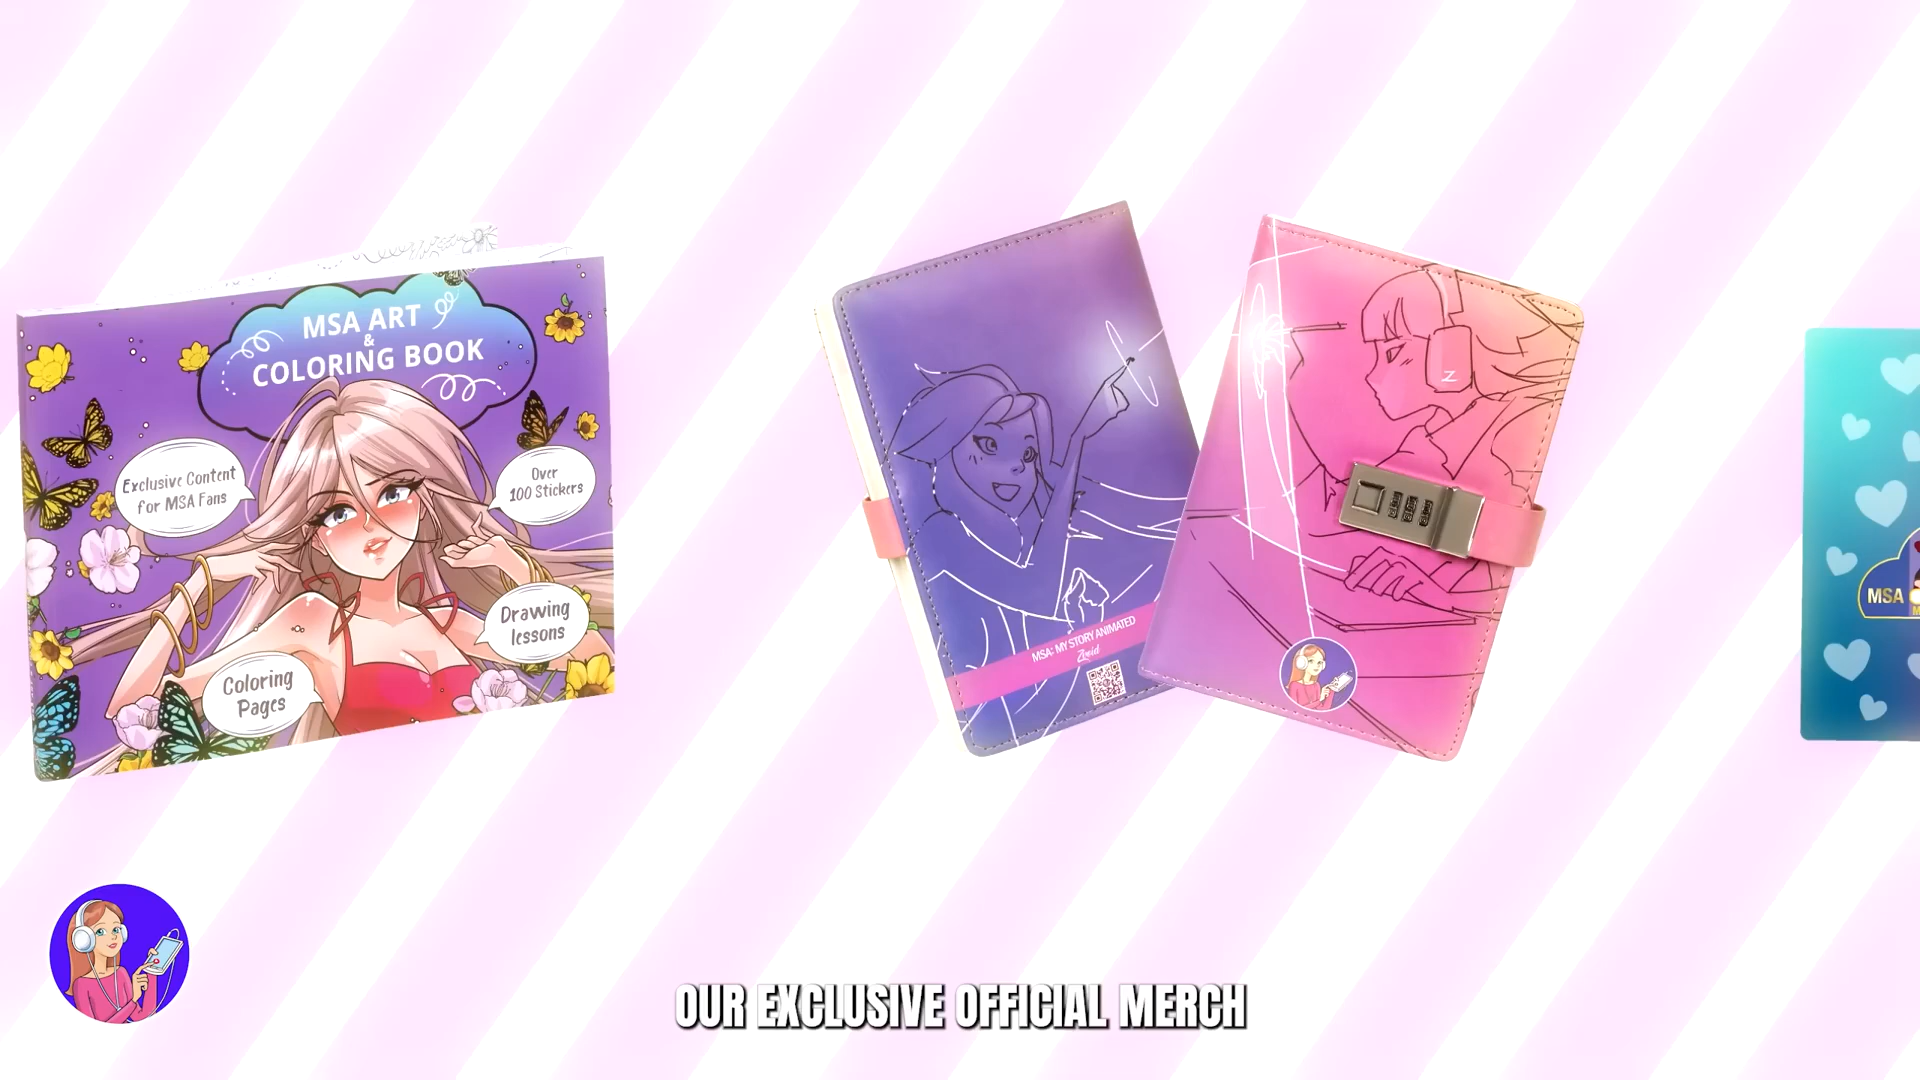 MSA ART
&
COLORING BOOK
Exclusive Content
for MSA Fans
Over
100 Stickers
Drawing
lessons
Coloring
Pages
MSA: MY STORY ANIMATED
Z
MSA
OUR EXCLUSIVE OFFICIAL MERCH